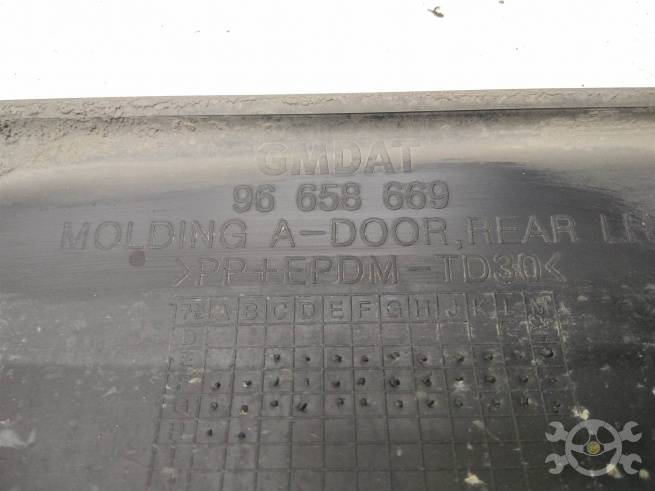 GMDAT
96 658 669
MOLDING A-DOOR, REAR LH
>PP+EPDM-TD30<
A B C D E F G H J K L M
D
E
F
G